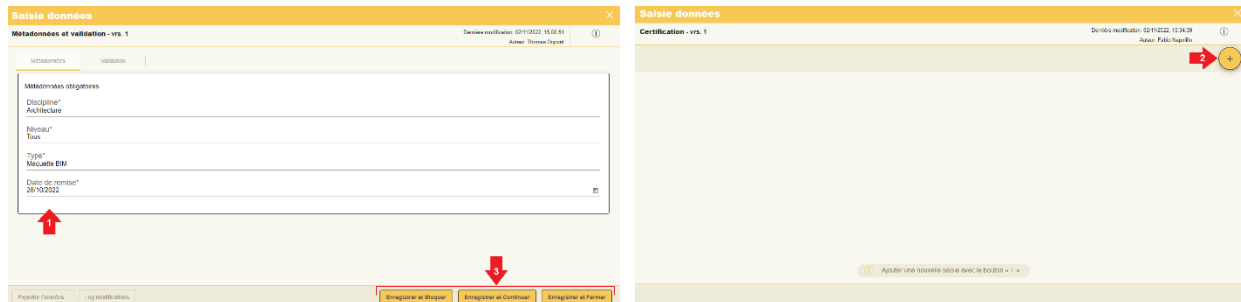 Saisie données
Métadonnées et validation - vrs. 1
Dernière modification: 02/11/2022, 15:06:51
Auteur: Thomas Dupont
Métadonnées
Validation
Métadonnées obligatoires
Discipline*
Architecture
Niveau*
Tous
Type*
Maquette BIM
Date de remise*
28/10/2022
1
3
Exporter Données
Log modifications
Enregistrer et Bloquer
Enregistrer et Continuer
Enregistrer et Fermer
Saisie données
Certification - vrs. 1
Dernière modification: 02/11/2022, 15:34:39
Auteur: Fabio Napolillo
2
+
Ajouter une nouvelle saisie avec le bouton « + »